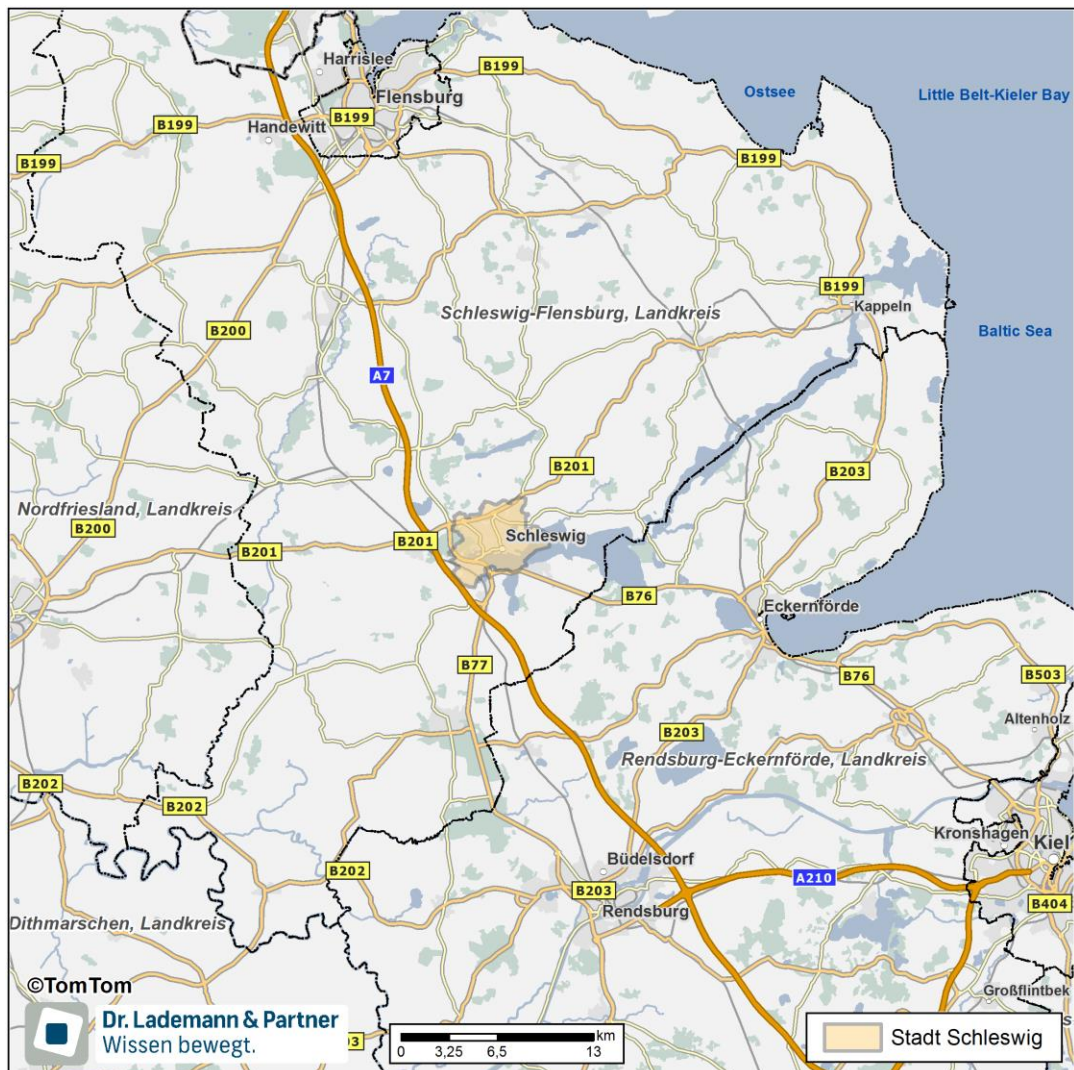 Harrislee
B199
Flensburg
Ostsee
Little Belt-Kieler Bay
B199
B199
Handewitt
B199
B199
B199
Kappeln
Schleswig-Flensburg, Landkreis
B200
Baltic Sea
A7
B201
B203
Nordfriesland, Landkreis
B200
B201
B201
Schleswig
B76
Eckernförde
B77
B76
B503
Altenholz
B203
Rendsburg-Eckernförde, Landkreis
B202
B202
Kronshagen
Kiel
Büdelsdorf
B202
B203
A210
Rendsburg
B404
Dithmarschen, Landkreis
©TomTom
Großflintbek
Dr. Lademann & Partner
Wissen bewegt.
km
0 3,25 6,5 13
Stadt Schleswig